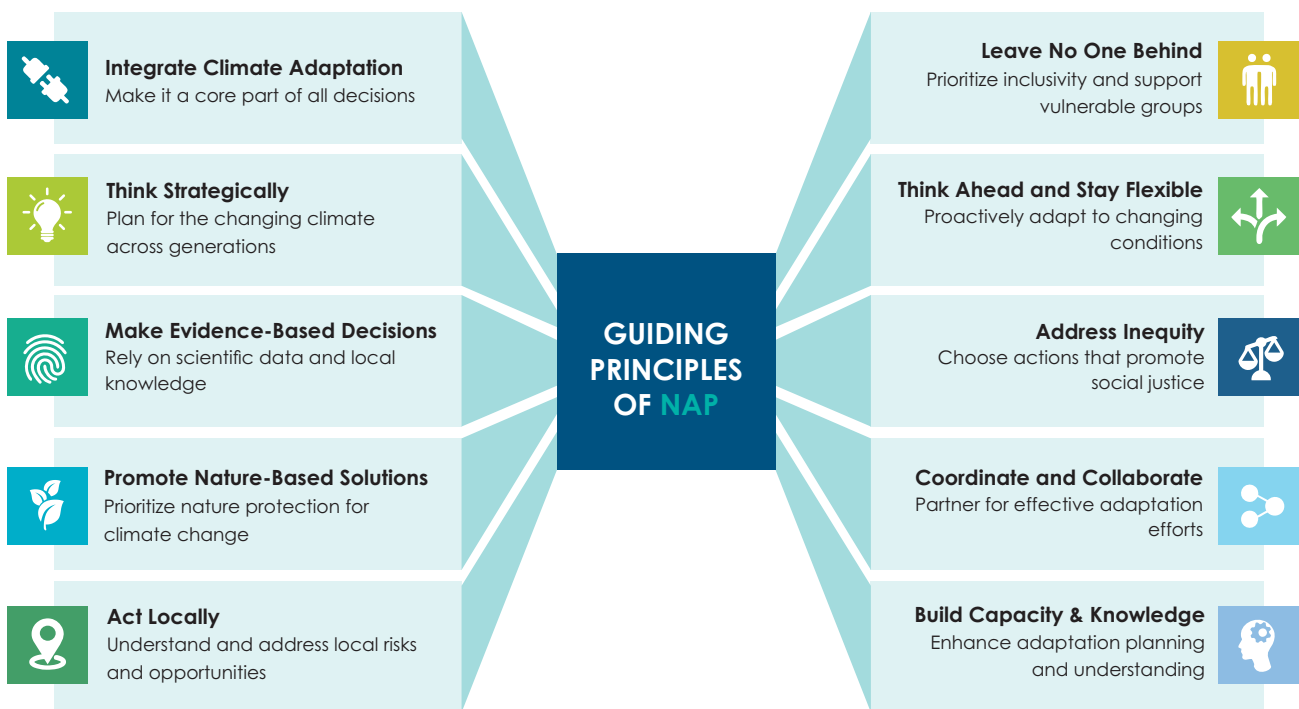 Integrate Climate Adaptation
Make it a core part of all decisions
Think Strategically
Plan for the changing climate
across generations
Make Evidence-Based Decisions
Rely on scientific data and local
knowledge
Promote Nature-Based Solutions
Prioritize nature protection for
climate change
Act Locally
Understand and address local risks
and opportunities
GUIDING
PRINCIPLES
OF NAP
Leave No One Behind
Prioritize inclusivity and support
vulnerable groups
Think Ahead and Stay Flexible
Proactively adapt to changing
conditions
Address Inequity
Choose actions that promote
social justice
Coordinate and Collaborate
Partner for effective adaptation
efforts
Build Capacity & Knowledge
Enhance adaptation planning
and understanding